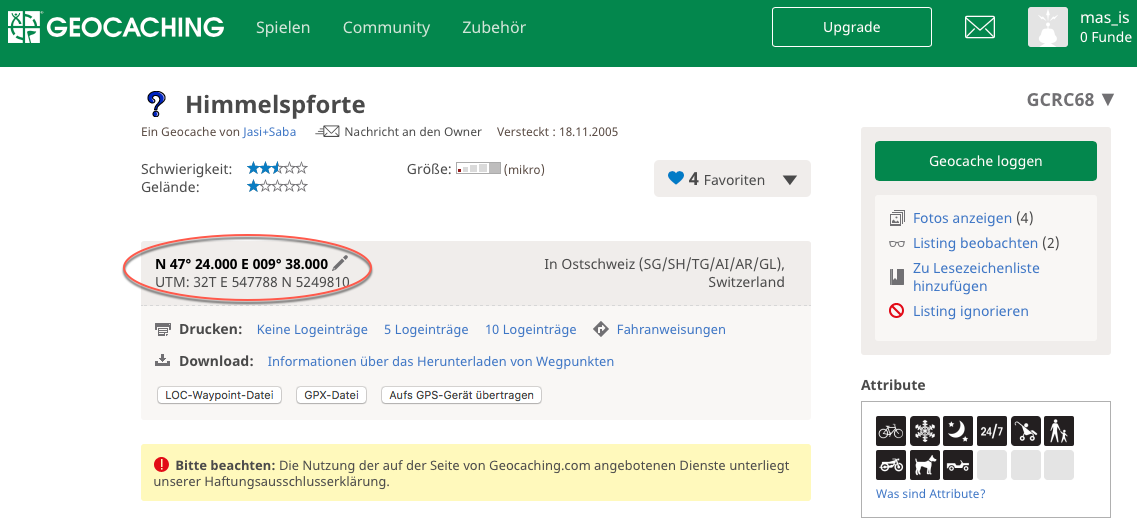 GEOCACHING Spielen Community Zubehör Upgrade mas_is
0 Funde
Himmelspforte
GCRC68 ▼
Ein Geocache von Jasi+Saba Nachricht an den Owner Versteckt : 18.11.2005
Schwierigkeit: Größe: (mikro)
Gelände:
4 Favoriten
N 47° 24.000 E 009° 38.000
UTM: 32T E 547788 N 5249810
In Ostschweiz (SG/SH/TG/AI/AR/GL),
Switzerland
Drucken: Keine Logeinträge 5 Logeinträge 10 Logeinträge Fahranweisungen
Download: Informationen über das Herunterladen von Wegpunkten
LOC-Waypoint-Datei GPX-Datei Aufs GPS-Gerät übertragen
Bitte beachten: Die Nutzung der auf der Seite von Geocaching.com angebotenen Dienste unterliegt
unserer Haftungsausschlusserklärung.
Geocache loggen
Fotos anzeigen (4)
Listing beobachten (2)
Zu Lesezeichenliste
hinzufügen
Listing ignorieren
Attribute
24/7
Was sind Attribute?